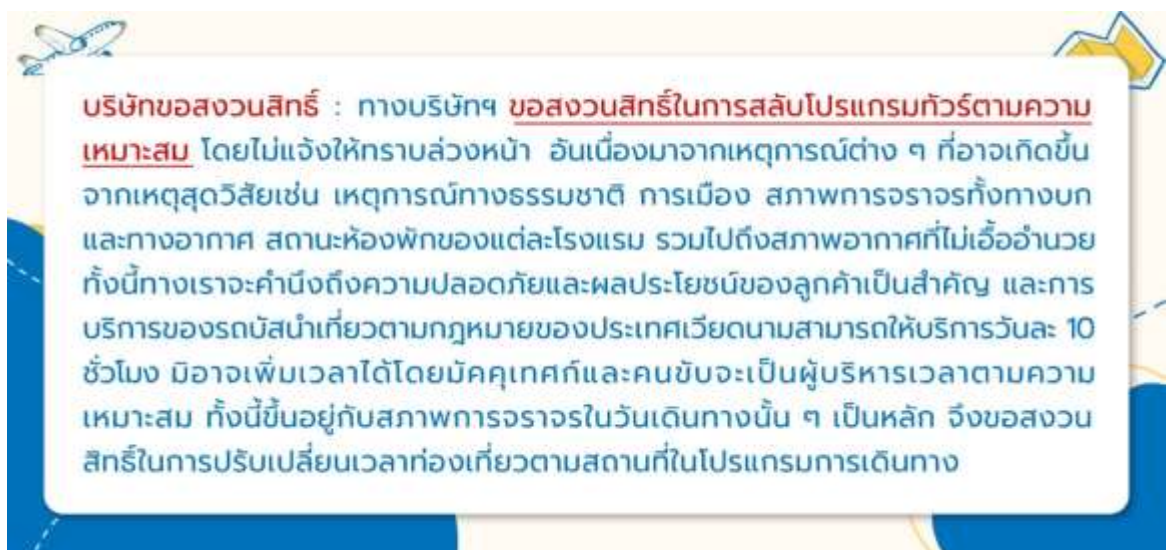 บริษัทขอสงวนสิทธิ์ : ทางบริษัทฯ ขอสงวนสิทธิ์ในการสลับโปรแกรมทัวร์ตามความ
เหมาะสม โดยไม่แจ้งให้ทราบล่วงหน้า อันเนื่องมาจากเหตุการณ์ต่าง ๆ ที่อาจเกิดขึ้น
จากเหตุสุดวิสัยเช่น เหตุการณ์ทางธรรมชาติ การเมือง สภาพการจราจรทั้งทางบก
และทางอากาศ สถานะห้องพักของแต่ละโรงแรม รวมไปถึงสภาพอากาศที่ไม่เอื้ออำนวย
ทั้งนี้ทางเราจะคำนึงถึงความปลอดภัยและผลประโยชน์ของลูกค้าเป็นสำคัญ และการ
บริการของรถบัสนำเที่ยวตามกฎหมายของประเทศเวียดนามสามารถให้บริการวันละ 10
ชั่วโมง มิอาจเพิ่มเวลาได้โดยมัคคุเทศก์และคนขับจะเป็นผู้บริหารเวลาตามความ
เหมาะสม ทั้งนี้ขึ้นอยู่กับสภาพการจราจรในวันเดินทางนั้น ๆ เป็นหลัก จึงขอสงวน
สิทธิ์ในการปรับเปลี่ยนเวลาท่องเที่ยวตามสถานที่ในโปรแกรมการเดินทาง